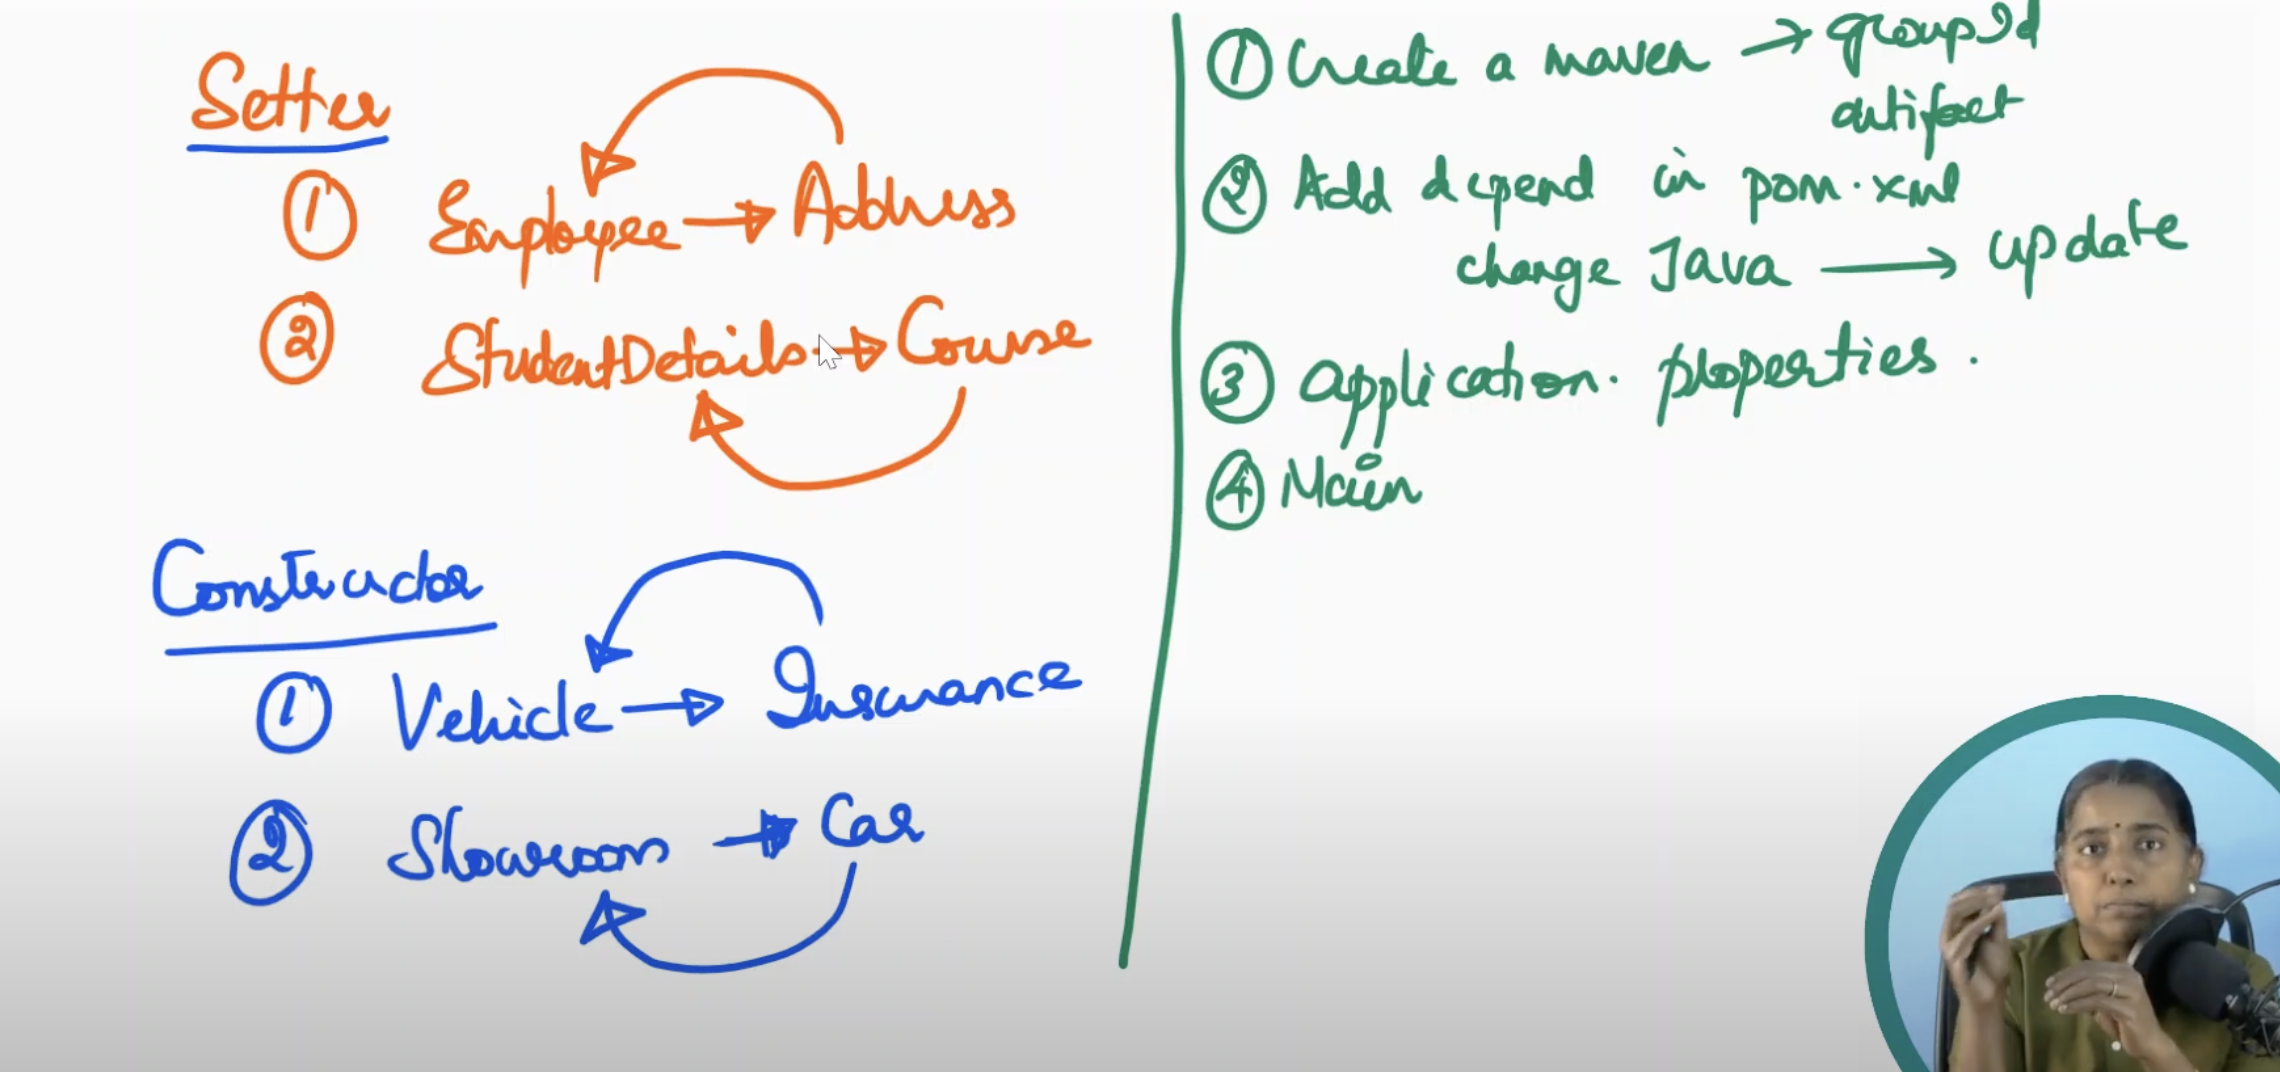 Setter
① Employee → Address
② StudentDetails → Course
Constructor
① Vehicle → Insurance
② Showroom → Car
① Create a maven → groupId
artifact
② Add depend in pom.xml
change Java → update
③ Application. properties.
④ Main